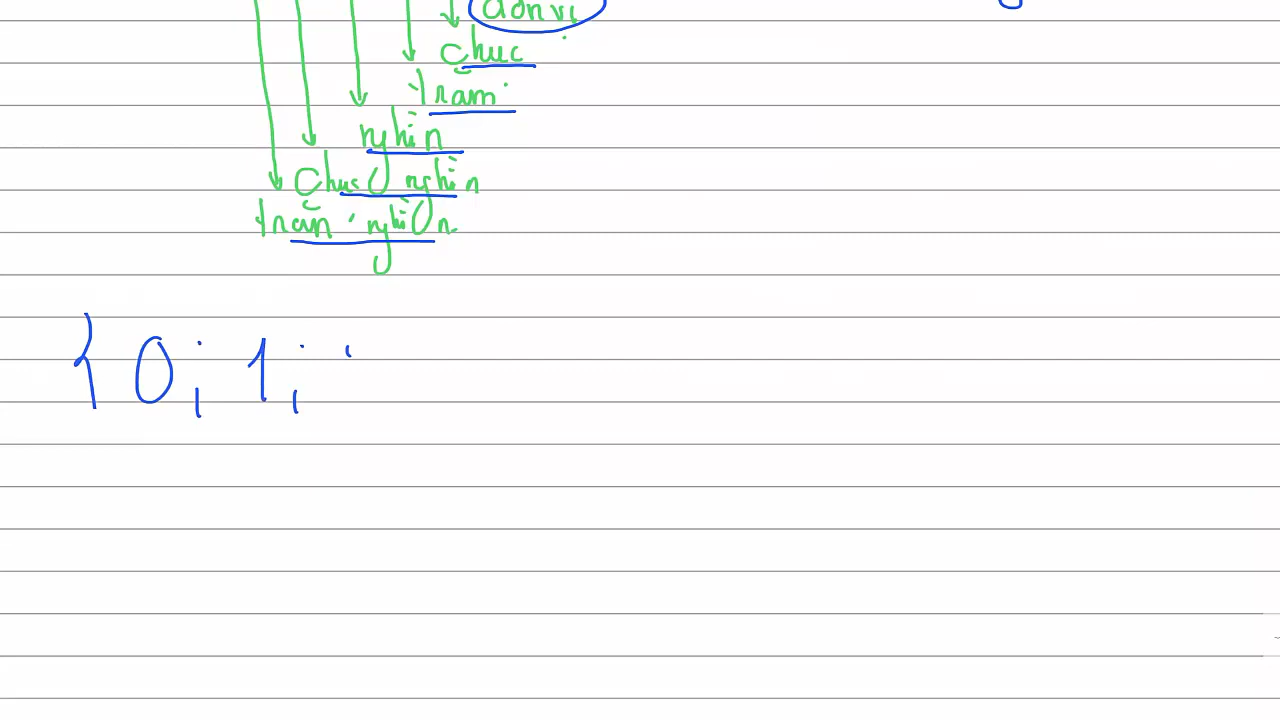 đơn vị
chục
trăm
nghìn
chục nghìn
trăm nghìn
{ 0; 1;